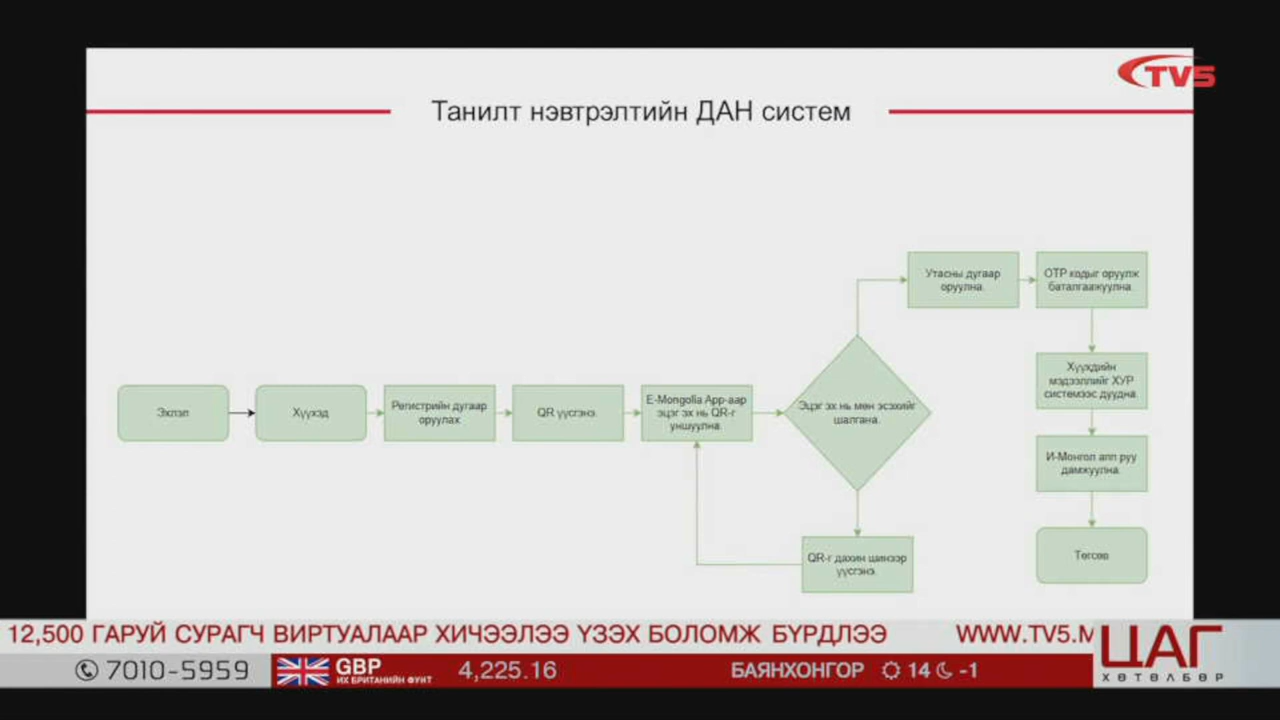 TV5
Танилт нэвтрэлтийн ДАН систем
Утасны дугаар
оруулна.
ОТР кодыг оруулж
баталгаажуулна.
Эхлэл
Хүүхэд
Регистрийн дугаар
оруулах
QR үүсгэнэ.
E-Mongolia App-аар
эцэг эх нь QR-г
уншуулна.
Эцэг эх нь мөн эсэхийг
шалгана.
Хүүхдийн
мэдээллийг ХУР
системээс дуудна.
И-Монгол апп руу
дамжуулна.
QR-г дахин шинээр
үүсгэнэ.
Төгсөв
12,500 ГАРУЙ СУРАГЧ ВИРТУАЛААР ХИЧЭЭЛЭЭ ҮЗЭХ БОЛОМЖ БҮРДЛЭЭ WWW.TV5.M
ЦАГ
ХӨТӨЛБӨР
7010-5959
GBP
ИХ БРИТАНИЙН ФУНТ
4,225.16
БАЯНХОНГОР 14 -1